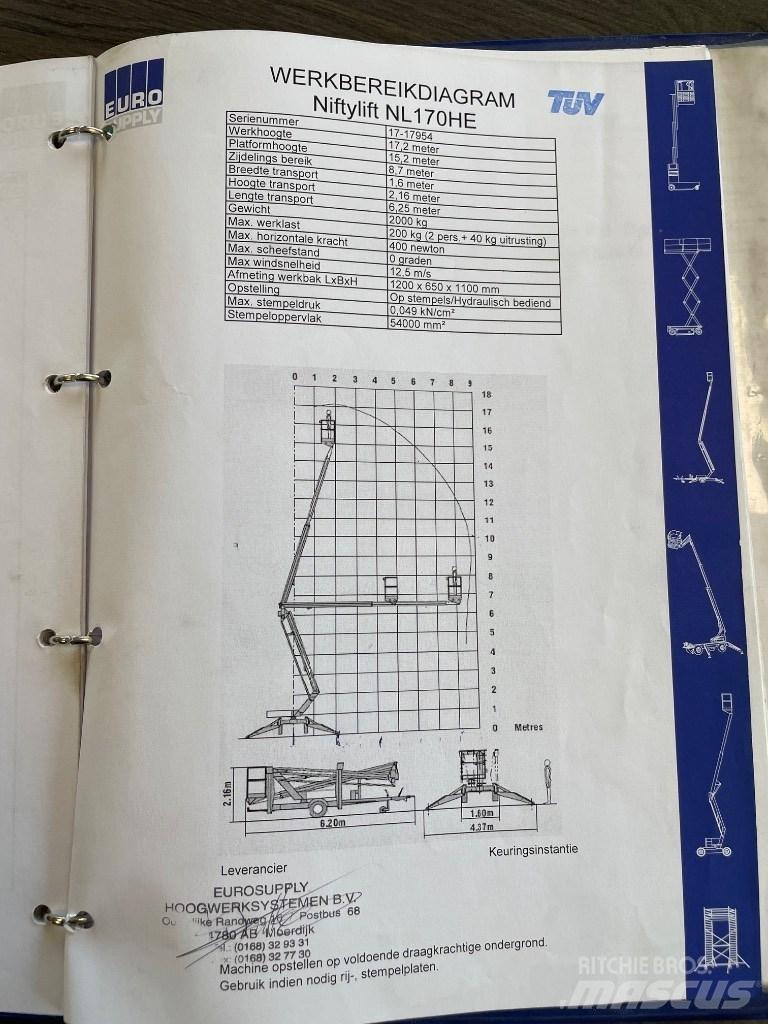 EURO
SUPPLY
WERKBEREIKDIAGRAM
Niftylift NL170HE
TÜV
Serienummer 17-17954
Werkhoogte 17,2 meter
Platformhoogte 15,2 meter
Zijdelings bereik 8,7 meter
Breedte transport 1,6 meter
Hoogte transport 2,16 meter
Lengte transport 6,25 meter
Gewicht 2000 kg
Max. werklast 200 kg (2 pers.+ 40 kg uitrusting)
Max. horizontale kracht 400 newton
Max. scheefstand 0 graden
Max windsnelheid 12,5 m/s
Afmeting werkbak LxBxH 1200 x 650 x 1100 mm
Opstelling Op stempels/Hydraulisch bediend
Max. stempeldruk 0,049 kN/cm²
Stempeloppervlak 54000 mm²
0 1 2 3 4 5 6 7 8 9
18
17
16
15
14
13
12
11
10
9
8
7
6
5
4
3
2
1
0 Metres
2.16m
6.20m
1.60m
4.37m
Leverancier
Keuringsinstantie
EUROSUPPLY
HOOGWERKSYSTEMEN B.V.
Randweg Postbus 68
1780 AB Moerdijk
(0168) 32 93 31
(0168) 32 77 30
Machine opstellen op voldoende draagkrachtige ondergrond.
Gebruik indien nodig rij-, stempelplaten.
RITCHIE BROS.
MASCUS